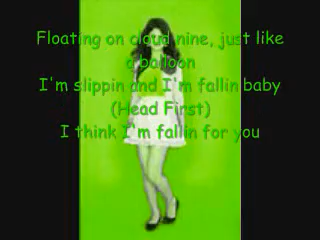 Floating on cloud nine, just like
a balloon
I'm slippin and I'm fallin baby
(Head First)
I think I'm fallin for you